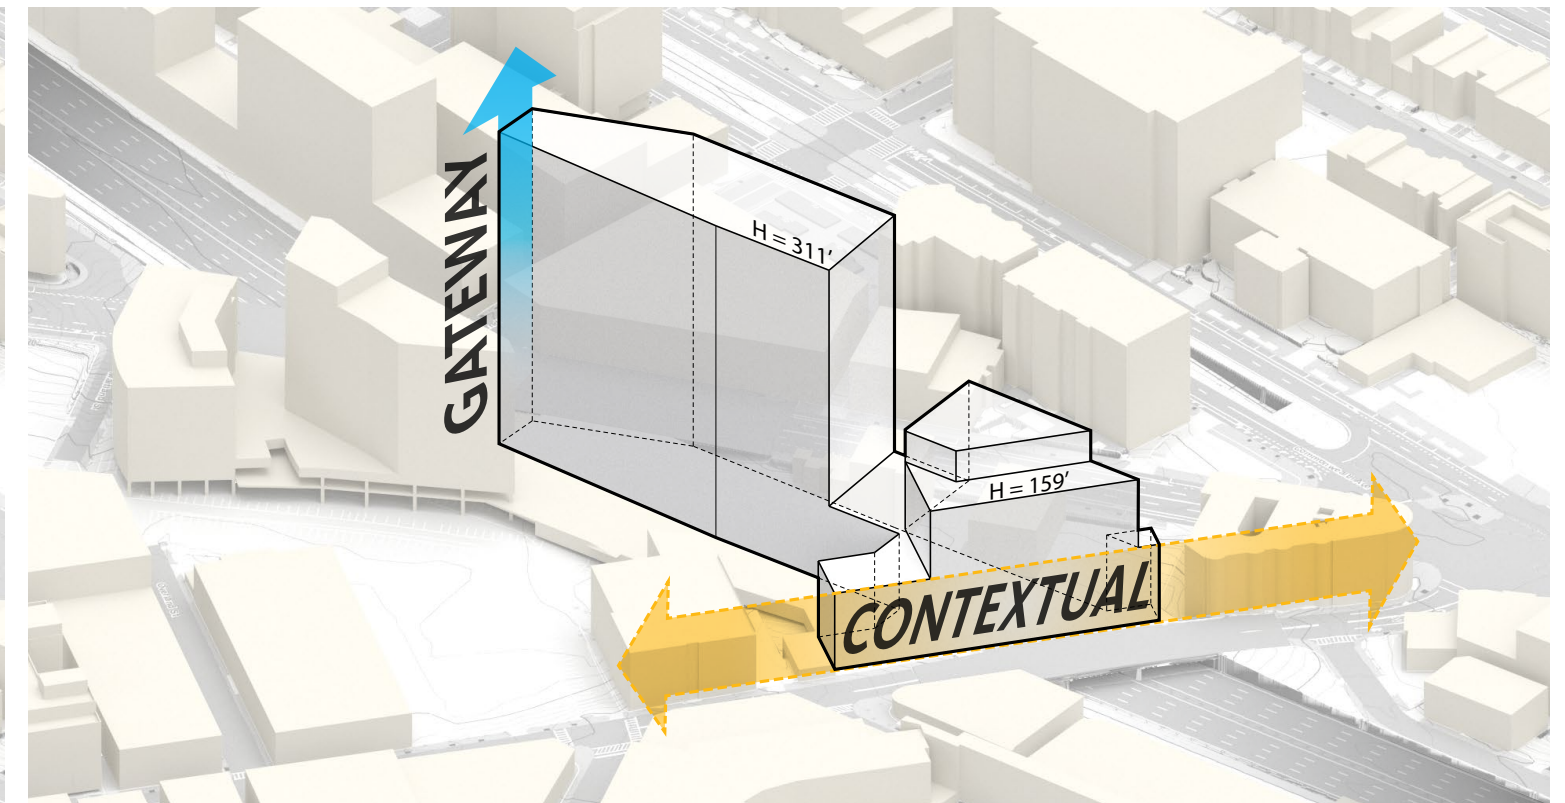 GATEWAY
H = 311′
H = 159′
CONTEXTUAL